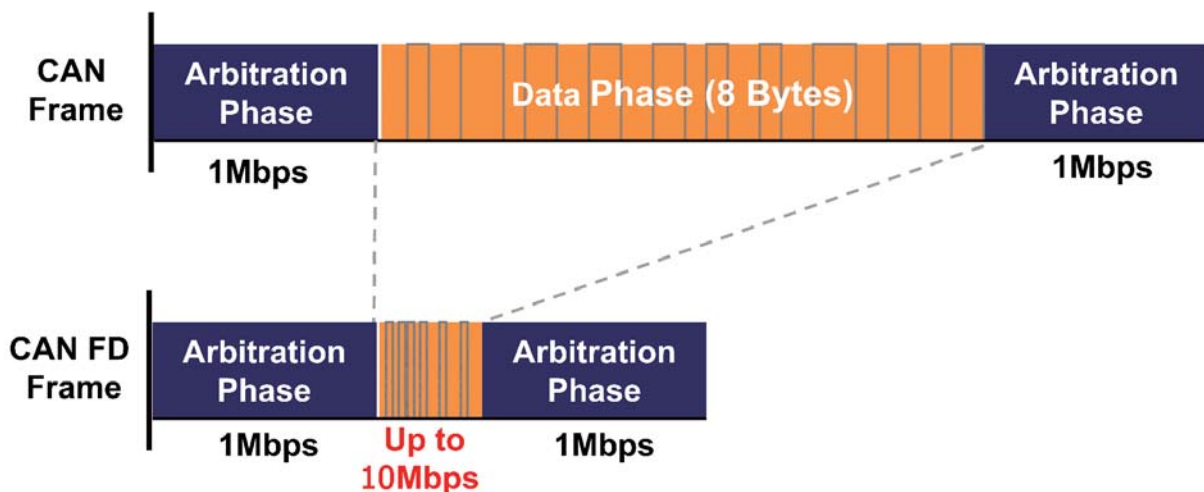 CAN
Frame
Arbitration
Phase
Data Phase (8 Bytes)
Arbitration
Phase
1Mbps
1Mbps
CAN FD
Frame
Arbitration
Phase
Arbitration
Phase
1Mbps
Up to
10Mbps
1Mbps